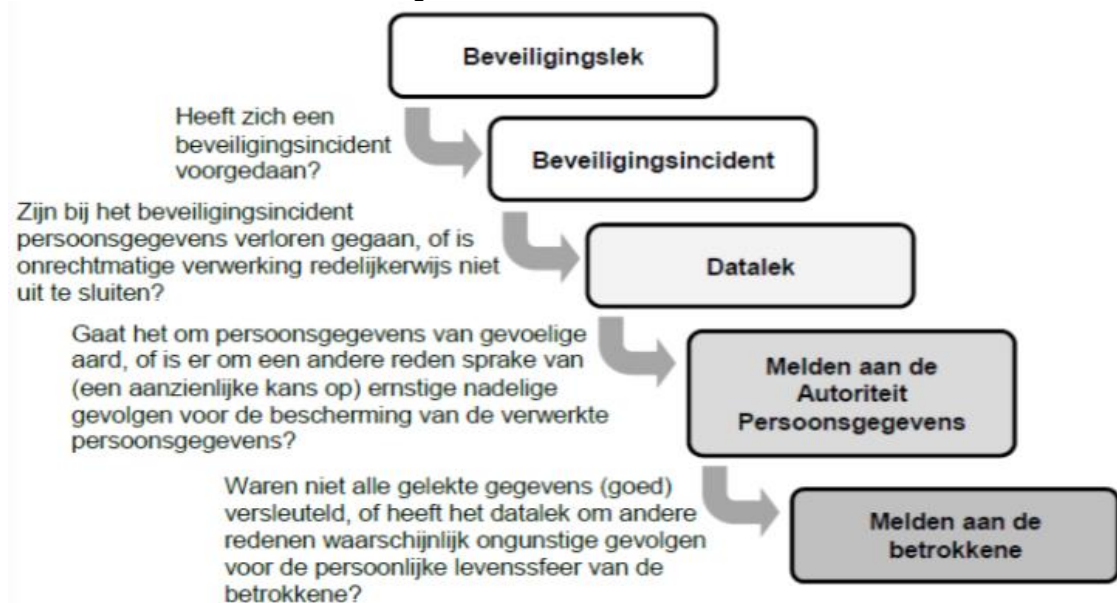 Beveiligingslek
Heeft zich een
beveiligingsincident
voorgedaan?
Beveiligingsincident
Zijn bij het beveiligingsincident
persoonsgegevens verloren gegaan, of is
onrechtmatige verwerking redelijkerwijs niet
uit te sluiten?
Datalek
Gaat het om persoonsgegevens van gevoelige
aard, of is er om een andere reden sprake van
(een aanzienlijke kans op) ernstige nadelige
gevolgen voor de bescherming van de verwerkte
persoonsgegevens?
Melden aan de
Autoriteit
Persoonsgegevens
Waren niet alle gelekte gegevens (goed)
versleuteld, of heeft het datalek om andere
redenen waarschijnlijk ongunstige gevolgen
voor de persoonlijke levenssfeer van de
betrokkene?
Melden aan de
betrokkene